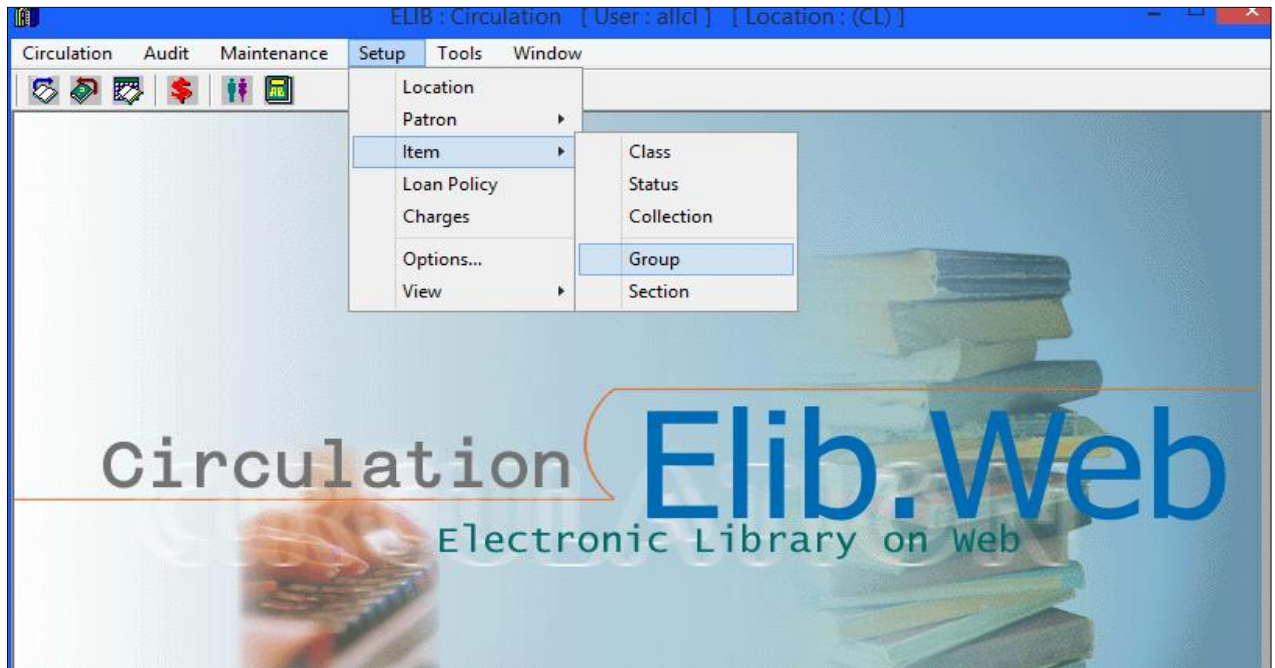 ELIB : Circulation [ User : allcl ] [ Location : (CL) ]
Circulation Audit Maintenance Setup Tools Window
Location
Patron
Item
Loan Policy
Charges
Options...
View
Class
Status
Collection
Group
Section
Circulation
Elib.Web
Electronic Library on Web
CIRCULATION